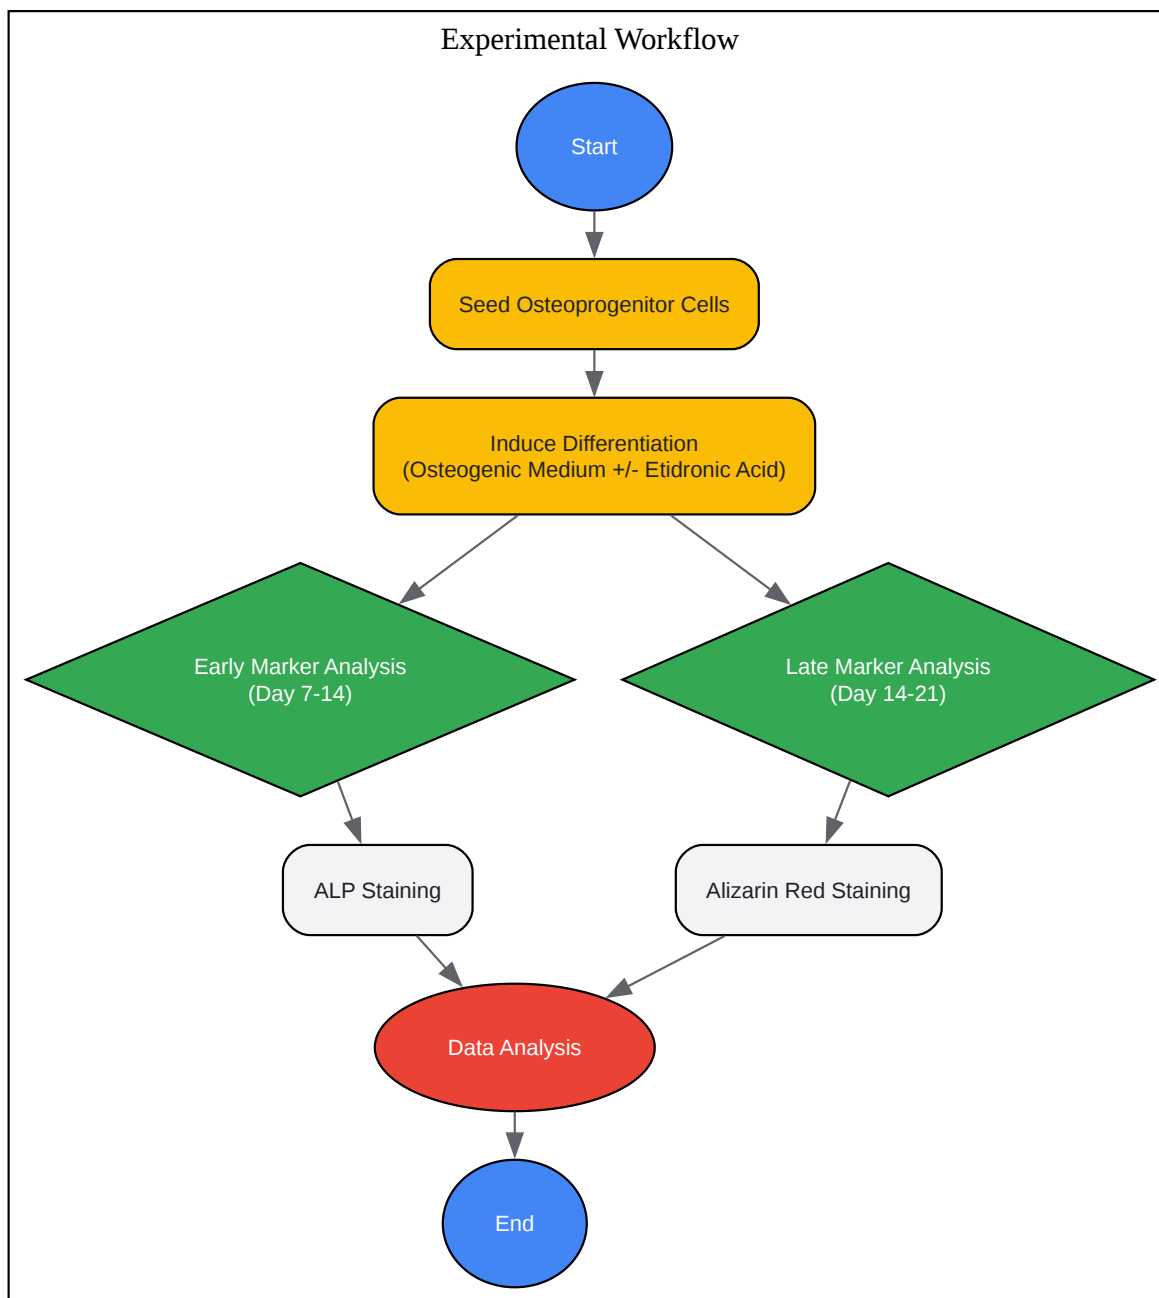 Experimental Workflow
Start
Seed Osteoprogenitor Cells
Induce Differentiation
(Osteogenic Medium +/- Etidronic Acid)
Early Marker Analysis
(Day 7-14)
Late Marker Analysis
(Day 14-21)
ALP Staining
Alizarin Red Staining
Data Analysis
End